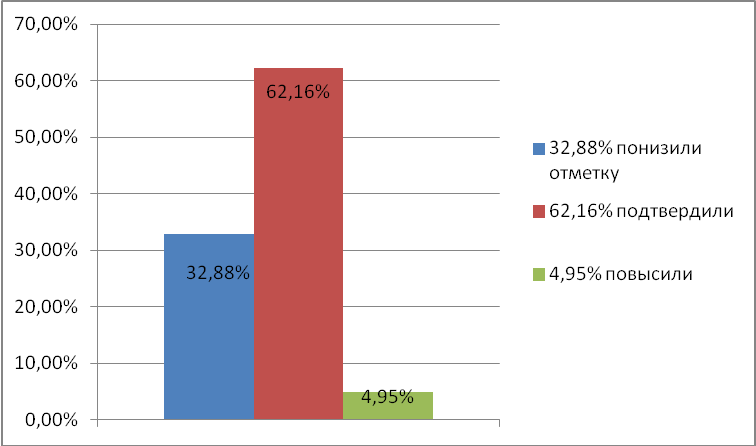 70,00%
60,00%
50,00%
40,00%
30,00%
20,00%
10,00%
0,00%
32,88%
62,16%
4,95%
32,88% понизили
отметку
62,16% подтвердили
4,95% повысили